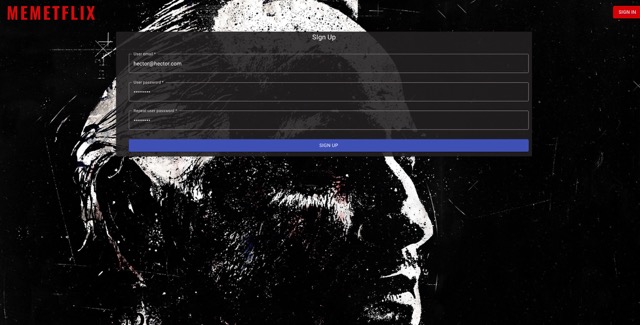 MEMETFLIX
SIGN IN
Sign Up
User email *
hector@hector.com
User password *
••••••••
Repeat user password *
••••••••
SIGN UP